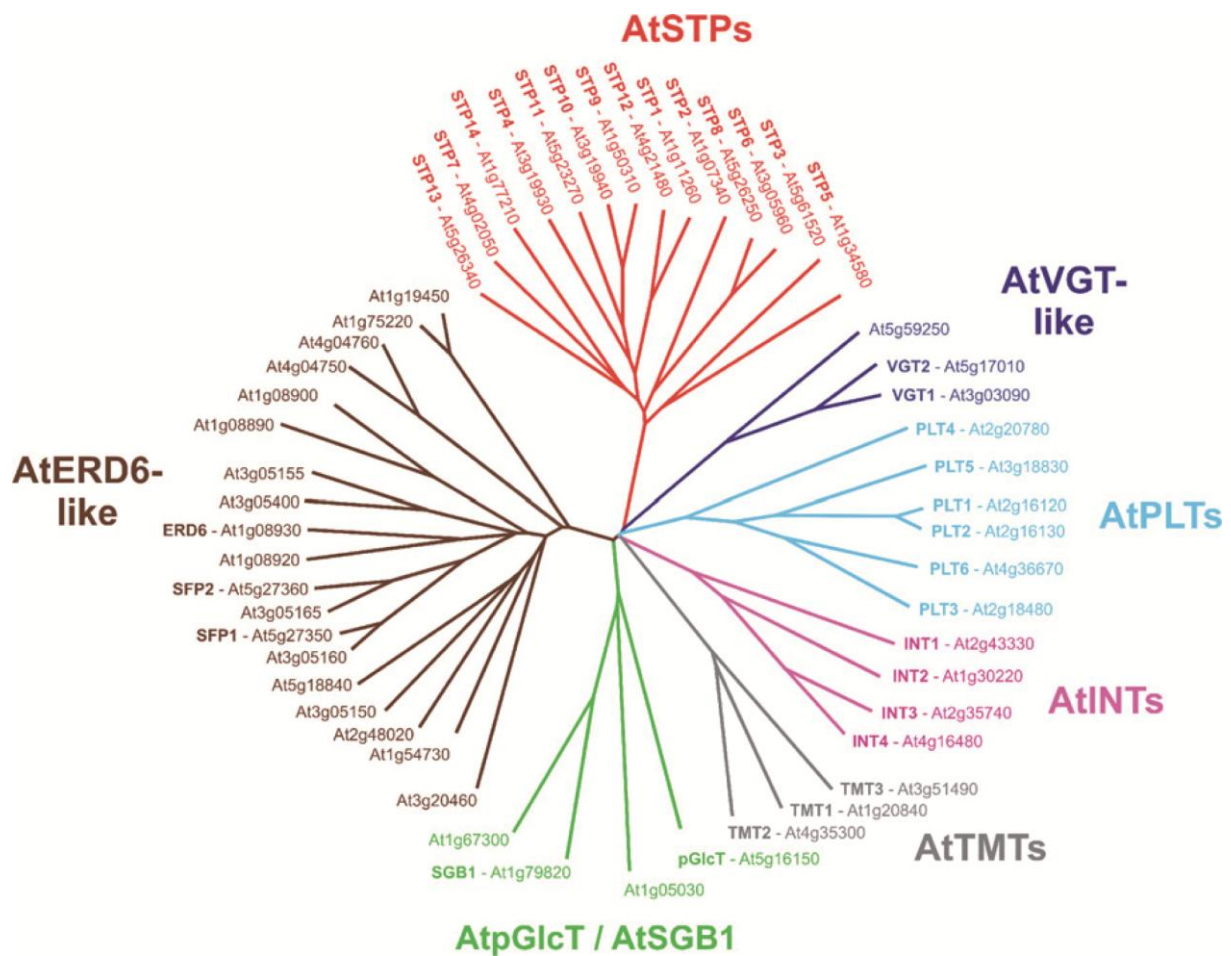 AtSTPs
STP13 - At5g26340
STP7 - At4g02050
STP14 - At1g77210
STP4 - At3g19930
STP11 - At5g23270
STP10 - At3g19940
STP9 - At1g50310
STP12 - At4g21480
STP1 - At1g11260
STP2 - At1g07340
STP8 - At5g26250
STP6 - At3g05960
STP3 - At5g61520
STP5 - At1g34580
AtVGT-
like
At5g59250
VGT2 - At5g17010
VGT1 - At3g03090
AtPLTs
PLT4 - At2g20780
PLT5 - At3g18830
PLT1 - At2g16120
PLT2 - At2g16130
PLT6 - At4g36670
PLT3 - At2g18480
AtINTs
INT1 - At2g43330
INT2 - At1g30220
INT3 - At2g35740
INT4 - At4g16480
AtTMTs
TMT3 - At3g51490
TMT1 - At1g20840
TMT2 - At4g35300
AtpGlcT / AtSGB1
pGlcT - At5g16150
At1g05030
SGB1 - At1g79820
At1g67300
AtERD6-
like
At1g19450
At1g75220
At4g04760
At4g04750
At1g08900
At1g08890
At3g05155
At3g05400
ERD6 - At1g08930
At1g08920
SFP2 - At5g27360
At3g05165
SFP1 - At5g27350
At3g05160
At5g18840
At3g05150
At2g48020
At1g54730
At3g20460